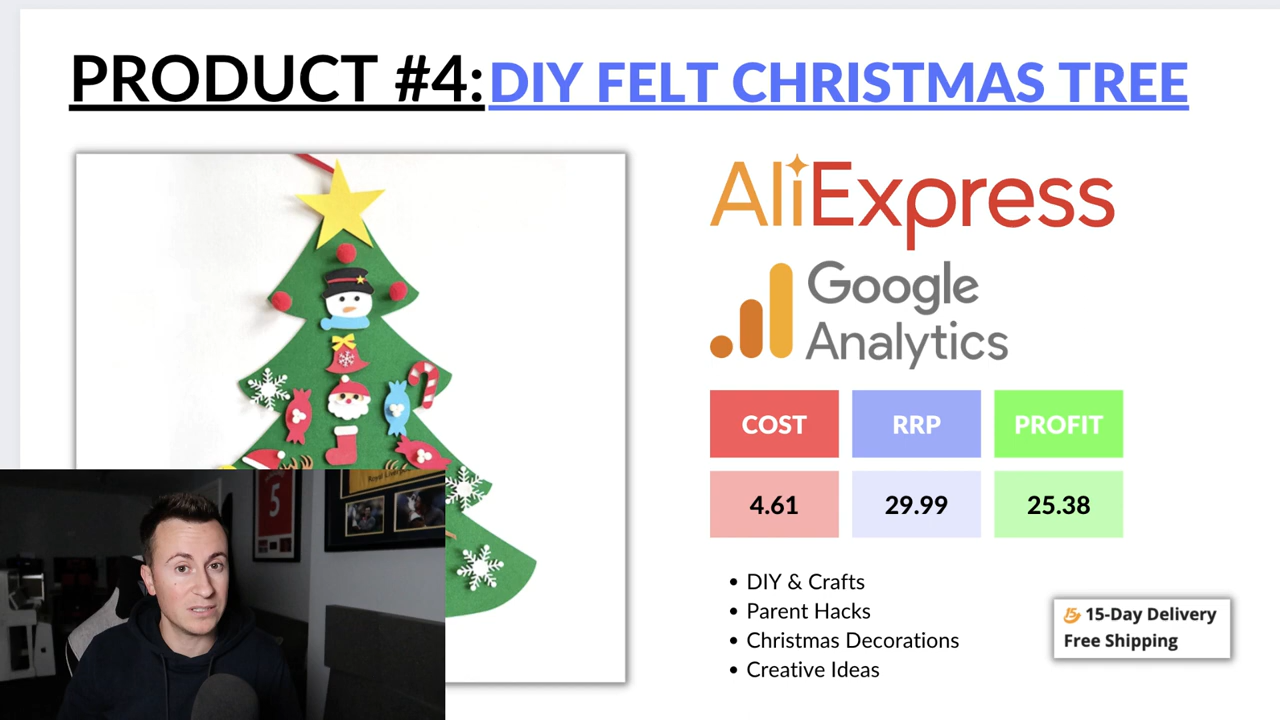 PRODUCT #4: DIY FELT CHRISTMAS TREE
AliExpress
Google
Analytics
COST RRP PROFIT
4.61 29.99 25.38
• DIY & Crafts
• Parent Hacks
• Christmas Decorations
• Creative Ideas
15-Day Delivery
Free Shipping
5